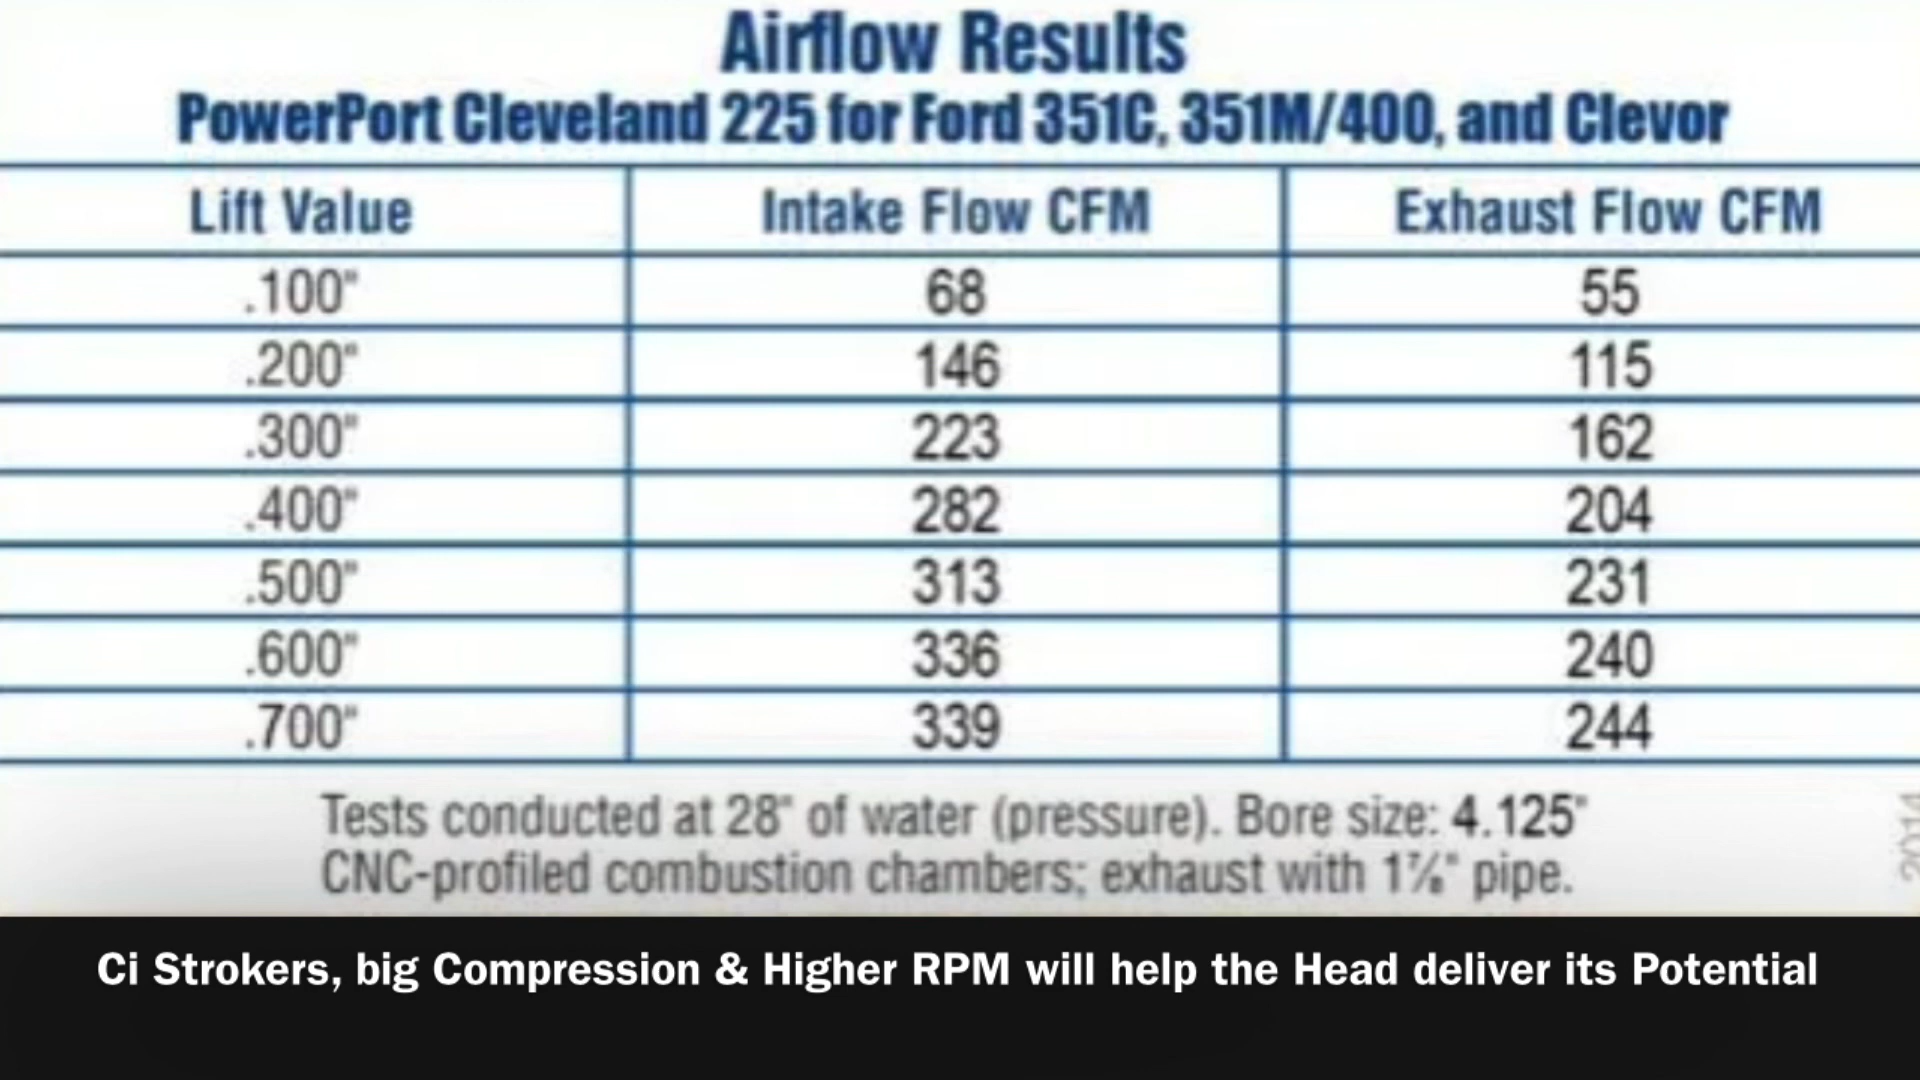 Airflow Results
PowerPort Cleveland 225 for Ford 351C, 351M/400, and Clevor
Lift Value Intake Flow CFM Exhaust Flow CFM
.100" 68 55
.200" 146 115
.300" 223 162
.400" 282 204
.500" 313 231
.600" 336 240
.700" 339 244
Tests conducted at 28" of water (pressure). Bore size: 4.125"
CNC-profiled combustion chambers; exhaust with 1⅞" pipe.
2014
Ci Strokers, big Compression & Higher RPM will help the Head deliver its Potential